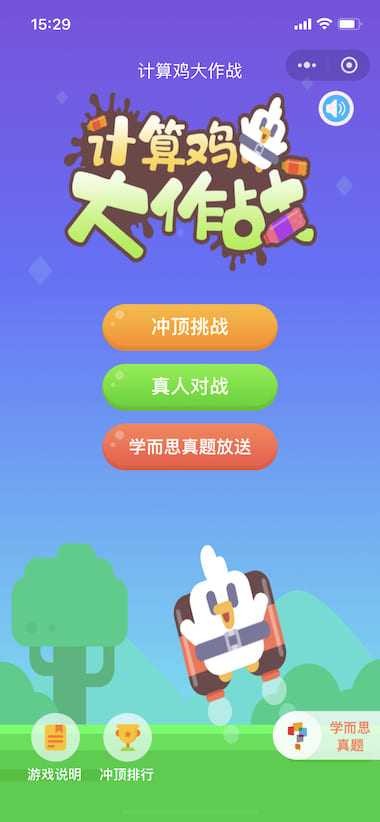 15:29
计算鸡大作战
计算鸡
大作战
冲顶挑战
真人对战
学而思真题放送
游戏说明
冲顶排行
学而思
真题